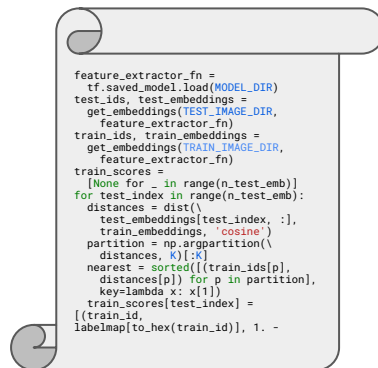 feature_extractor_fn =
  tf.saved_model.load(MODEL_DIR)
test_ids, test_embeddings =
  get_embeddings(TEST_IMAGE_DIR,
    feature_extractor_fn)
train_ids, train_embeddings =
  get_embeddings(TRAIN_IMAGE_DIR,
    feature_extractor_fn)
train_scores =
  [None for _ in range(n_test_emb)]
for test_index in range(n_test_emb):
  distances = dist(\
    test_embeddings[test_index, :],
    train_embeddings, 'cosine')
  partition = np.argpartition(\
    distances, K)[:K]
  nearest = sorted([(train_ids[p],
    distances[p]) for p in partition],
    key=lambda x: x[1])
  train_scores[test_index] =
[(train_id,
labelmap[to_hex(train_id)], 1. -